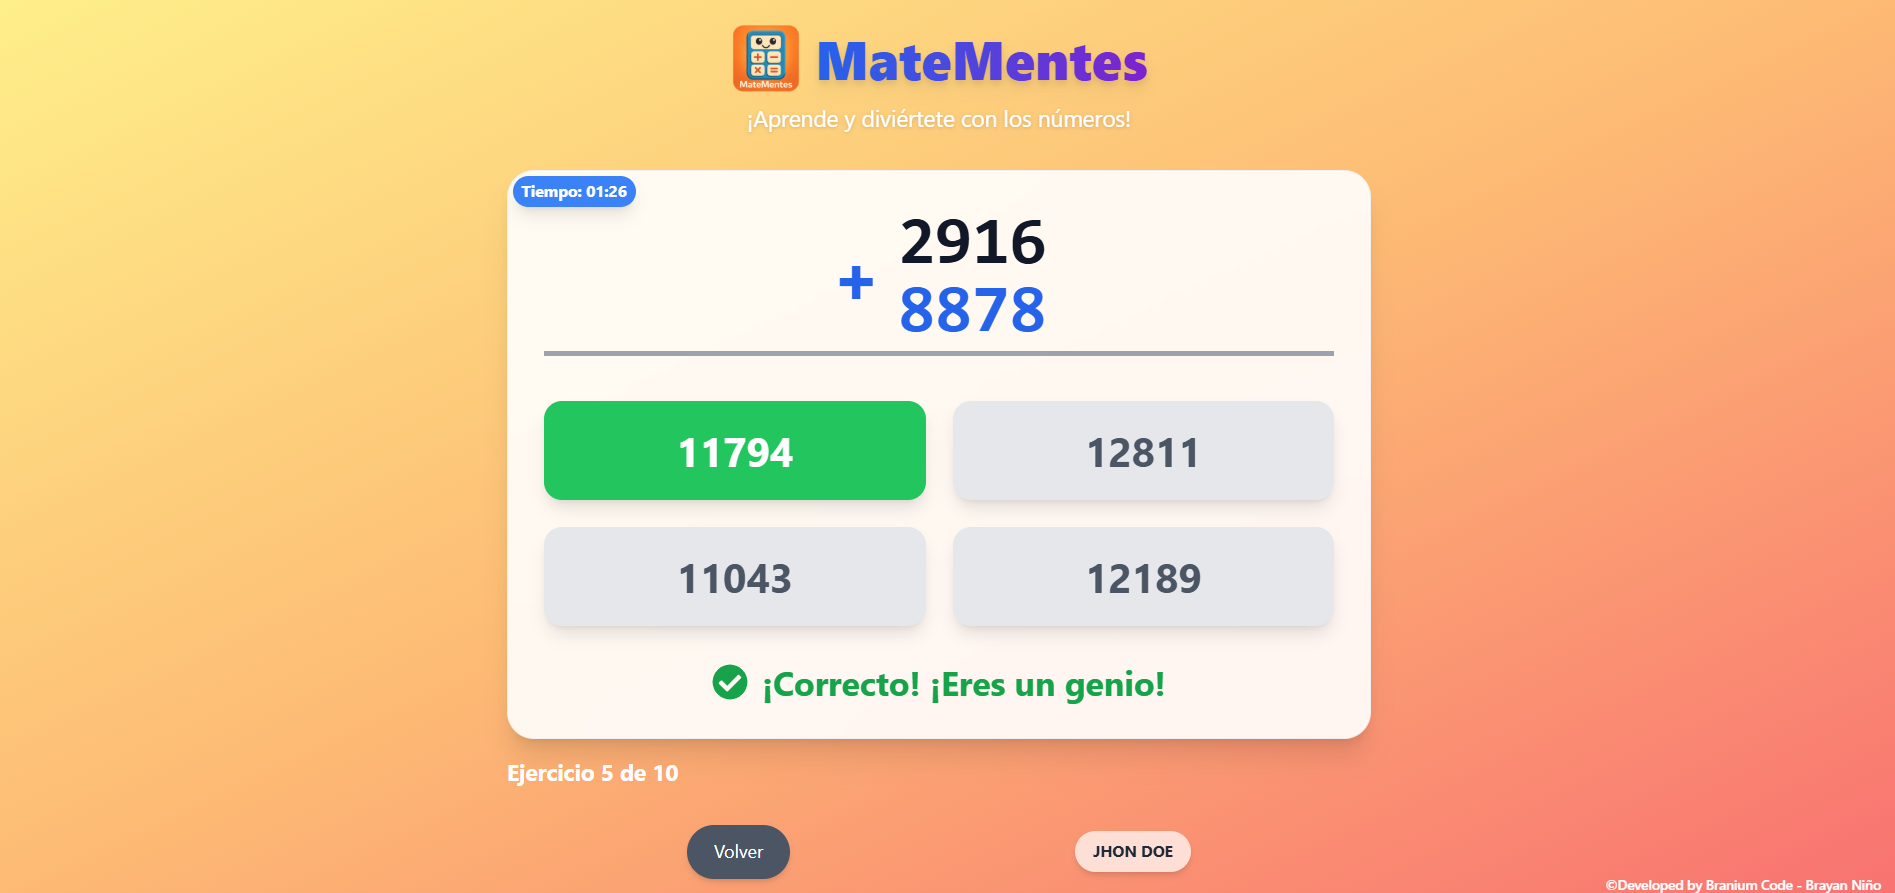 MateMentes
MateMentes
¡Aprende y diviértete con los números!
Tiempo: 01:26
2916
+ 8878
11794
12811
11043
12189
¡Correcto! ¡Eres un genio!
Ejercicio 5 de 10
Volver
JHON DOE
©Developed by Branium Code - Brayan Niño